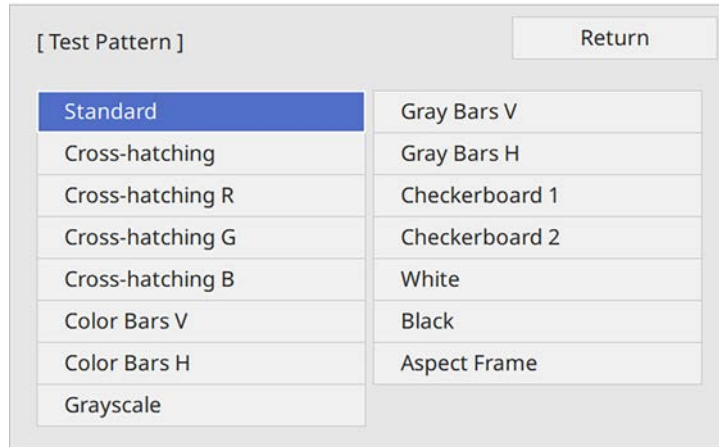 [ Test Pattern ]
Return
Standard
Cross-hatching
Cross-hatching R
Cross-hatching G
Cross-hatching B
Color Bars V
Color Bars H
Grayscale
Gray Bars V
Gray Bars H
Checkerboard 1
Checkerboard 2
White
Black
Aspect Frame